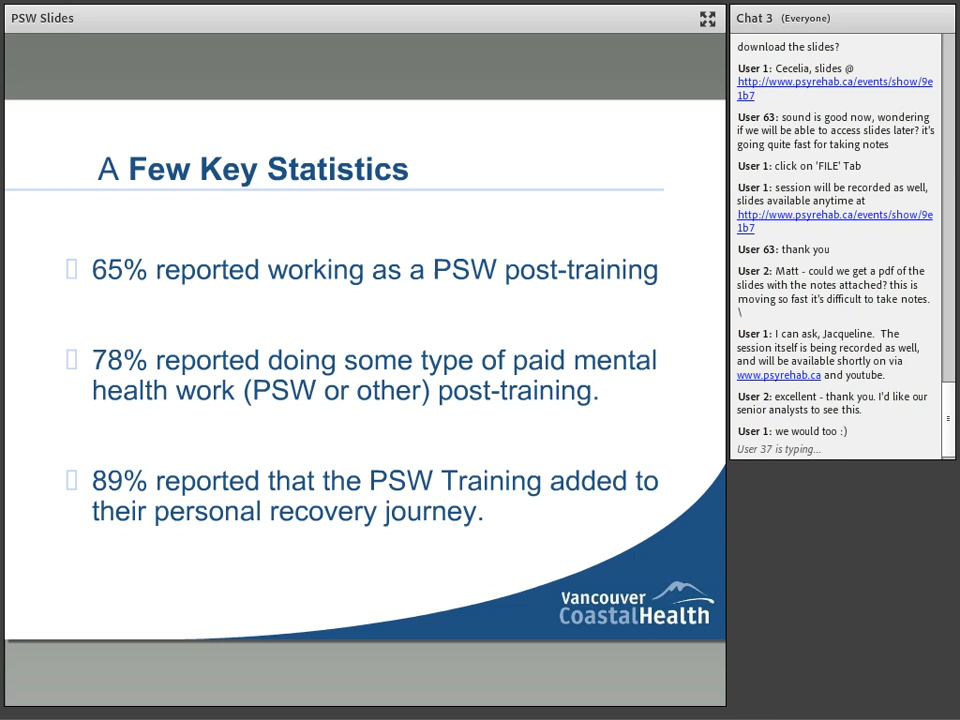 PSW Slides
A Few Key Statistics
65% reported working as a PSW post-training
78% reported doing some type of paid mental
health work (PSW or other) post-training.
89% reported that the PSW Training added to
their personal recovery journey.
Vancouver
CoastalHealth
Chat 3 (Everyone)
download the slides?
User 1: Cecelia, slides @
http://www.psyrehab.ca/events/show/9e
1b7
User 63: sound is good now, wondering
if we will be able to access slides later? it's
going quite fast for taking notes
User 1: click on 'FILE' Tab
User 1: session will be recorded as well,
slides available anytime at
http://www.psyrehab.ca/events/show/9e
1b7
User 63: thank you
User 2: Matt - could we get a pdf of the
slides with the notes attached? this is
moving so fast it's difficult to take notes.
\
User 1: I can ask, Jacqueline. The
session itself is being recorded as well,
and will be available shortly on via
www.psyrehab.ca and youtube.
User 2: excellent - thank you. I'd like our
senior analysts to see this.
User 1: we would too :)
User 37 is typing...